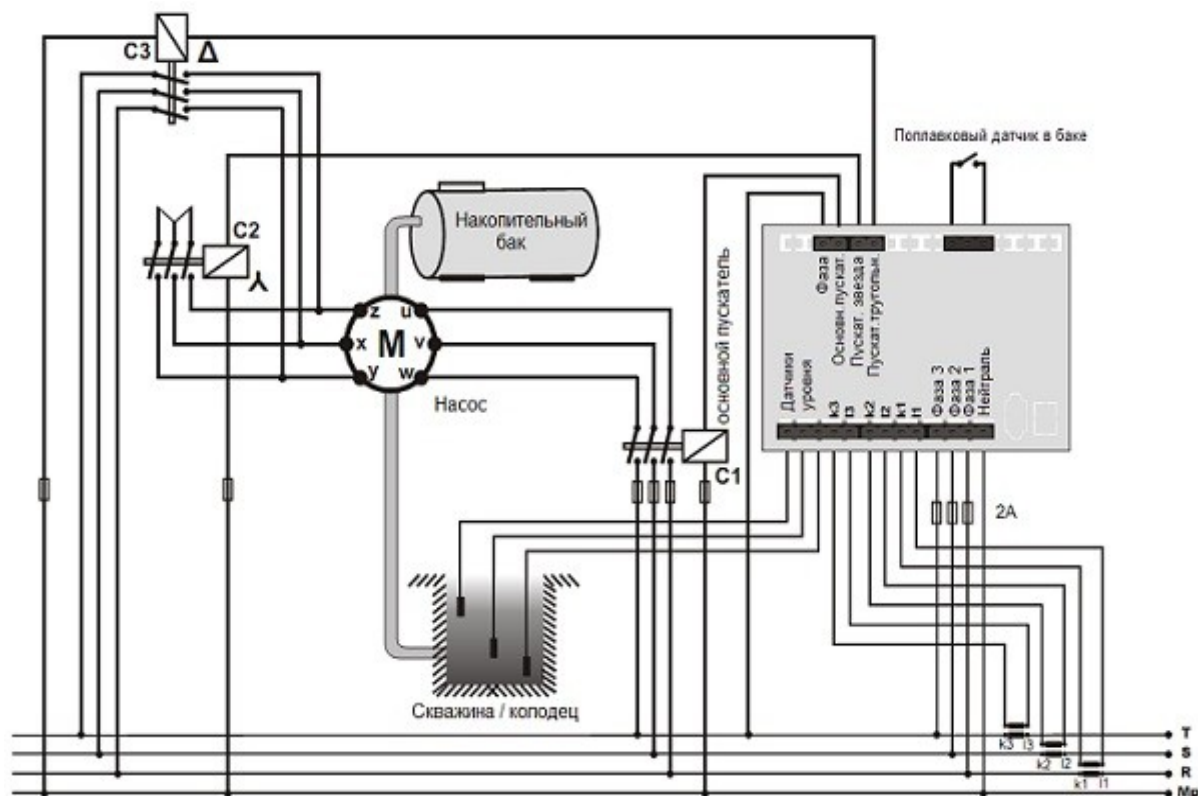 C3
Δ
Поплавковый датчик в баке
C2
Накопительный
бак
основной пускатель
Фаза
Основн.пускат.
Пускат. звезда
Пускат.тругольн.
z
u
x
M
v
y
w
Насос
Датчики
уровня
k3
l3
k2
l2
k1
l1
Фаза 3
Фаза 2
Фаза 1
Нейтраль
C1
2A
Скважина / колодец
T
k3 l3
S
k2 l2
R
k1 l1
Mp